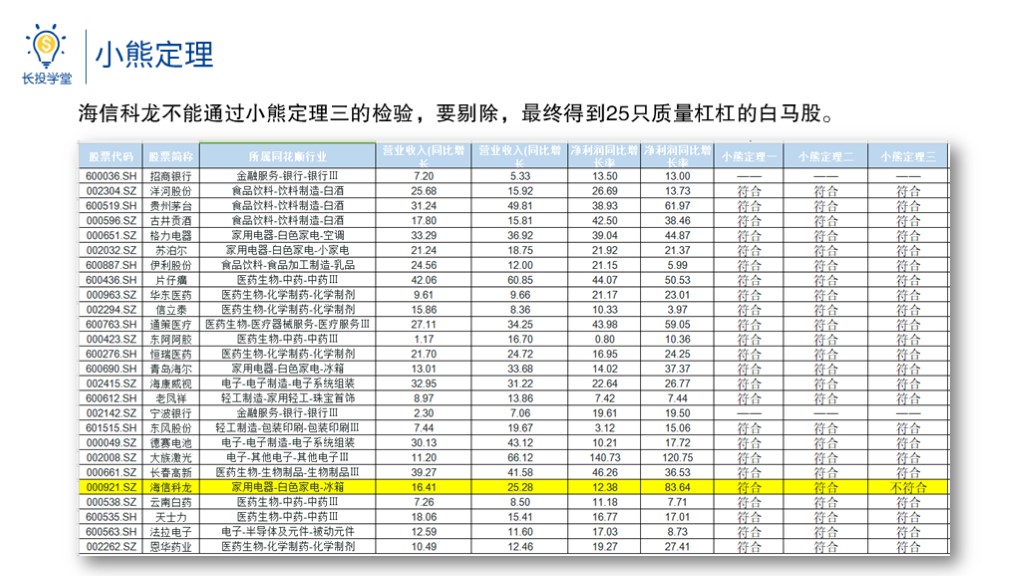 长投学堂
小熊定理
海信科龙不能通过小熊定理三的检验，要剔除，最终得到25只质量杠杠的白马股。
股票代码 股票简称 所属同花顺行业 营业收入(同比增长 营业收入(同比增长 净利润同比增长率 净利润同比增长率 小熊定理一 小熊定理二 小熊定理三
600036.SH 招商银行 金融服务-银行-银行Ⅲ 7.20 5.33 13.50 13.00 —— —— ——
002304.SZ 洋河股份 食品饮料-饮料制造-白酒 25.68 15.92 26.69 13.73 符合 符合 符合
600519.SH 贵州茅台 食品饮料-饮料制造-白酒 31.24 49.81 38.93 61.97 符合 符合 符合
000596.SZ 古井贡酒 食品饮料-饮料制造-白酒 17.80 15.81 42.50 38.46 符合 符合 符合
000651.SZ 格力电器 家用电器-白色家电-空调 33.29 36.92 39.04 44.87 符合 符合 符合
002032.SZ 苏泊尔 家用电器-白色家电-小家电 21.24 18.75 21.92 21.37 符合 符合 符合
600887.SH 伊利股份 食品饮料-食品加工制造-乳品 24.56 12.00 21.15 5.99 符合 符合 符合
600436.SH 片仔癀 医药生物-中药-中药Ⅲ 42.06 60.85 44.07 50.53 符合 符合 符合
000963.SZ 华东医药 医药生物-化学制药-化学制剂 9.61 9.66 21.17 23.01 符合 符合 符合
002294.SZ 信立泰 医药生物-化学制药-化学制剂 15.86 8.36 10.33 3.97 符合 符合 符合
600763.SH 通策医疗 医药生物-医疗器械服务-医疗服务Ⅲ 27.11 34.25 43.98 59.05 符合 符合 符合
000423.SZ 东阿阿胶 医药生物-中药-中药Ⅲ 1.17 16.70 0.80 10.36 符合 符合 符合
600276.SH 恒瑞医药 医药生物-化学制药-化学制剂 21.70 24.72 16.95 24.25 符合 符合 符合
600690.SH 青岛海尔 家用电器-白色家电-冰箱 13.01 33.68 14.02 37.37 符合 符合 符合
002415.SZ 海康威视 电子-电子制造-电子系统组装 32.95 31.22 22.64 26.77 符合 符合 符合
600612.SH 老凤祥 轻工制造-家用轻工-珠宝首饰 8.97 13.86 7.42 7.44 符合 符合 符合
002142.SZ 宁波银行 金融服务-银行-银行Ⅲ 2.30 7.06 19.61 19.50 —— —— ——
601515.SH 东风股份 轻工制造-包装印刷-包装印刷Ⅲ 7.44 19.67 3.12 15.06 符合 符合 符合
000049.SZ 德赛电池 电子-电子制造-电子系统组装 30.13 43.12 10.21 17.72 符合 符合 符合
002008.SZ 大族激光 电子-其他电子-其他电子Ⅲ 11.20 66.12 140.73 120.75 符合 符合 符合
000661.SZ 长春高新 医药生物-生物制品-生物制品Ⅲ 39.27 41.58 46.26 36.53 符合 符合 符合
000921.SZ 海信科龙 家用电器-白色家电-冰箱 16.41 25.28 12.38 83.64 符合 符合 不符合
000538.SZ 云南白药 医药生物-中药-中药Ⅲ 7.26 8.50 11.18 7.71 符合 符合 符合
600535.SH 天士力 医药生物-中药-中药Ⅲ 18.06 15.41 16.77 17.01 符合 符合 符合
600563.SH 法拉电子 电子-半导体及元件-被动元件 12.59 11.60 17.03 8.73 符合 符合 符合
002262.SZ 恩华药业 医药生物-化学制药-化学制剂 10.49 12.46 19.27 27.41 符合 符合 符合